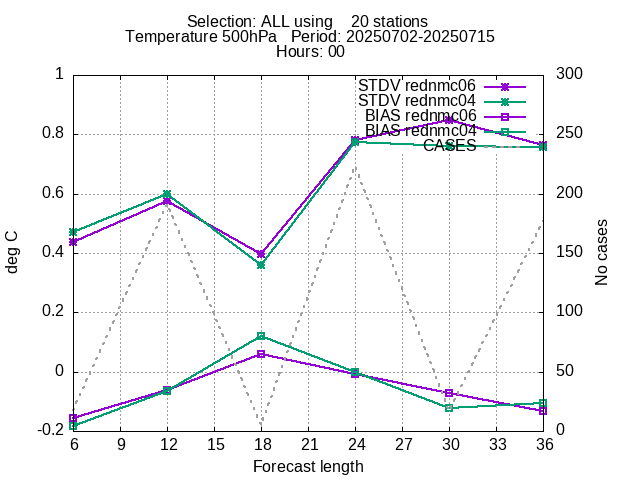 Selection: ALL using 20 stations
Temperature 500hPa Period: 20250702-20250715
Hours: 00
STDV rednmc06
STDV rednmc04
BIAS rednmc06
BIAS rednmc04
CASES
deg C
1
0.8
0.6
0.4
0.2
0
-0.2
No cases
300
250
200
150
100
50
0
6 9 12 15 18 21 24 27 30 33 36
Forecast length